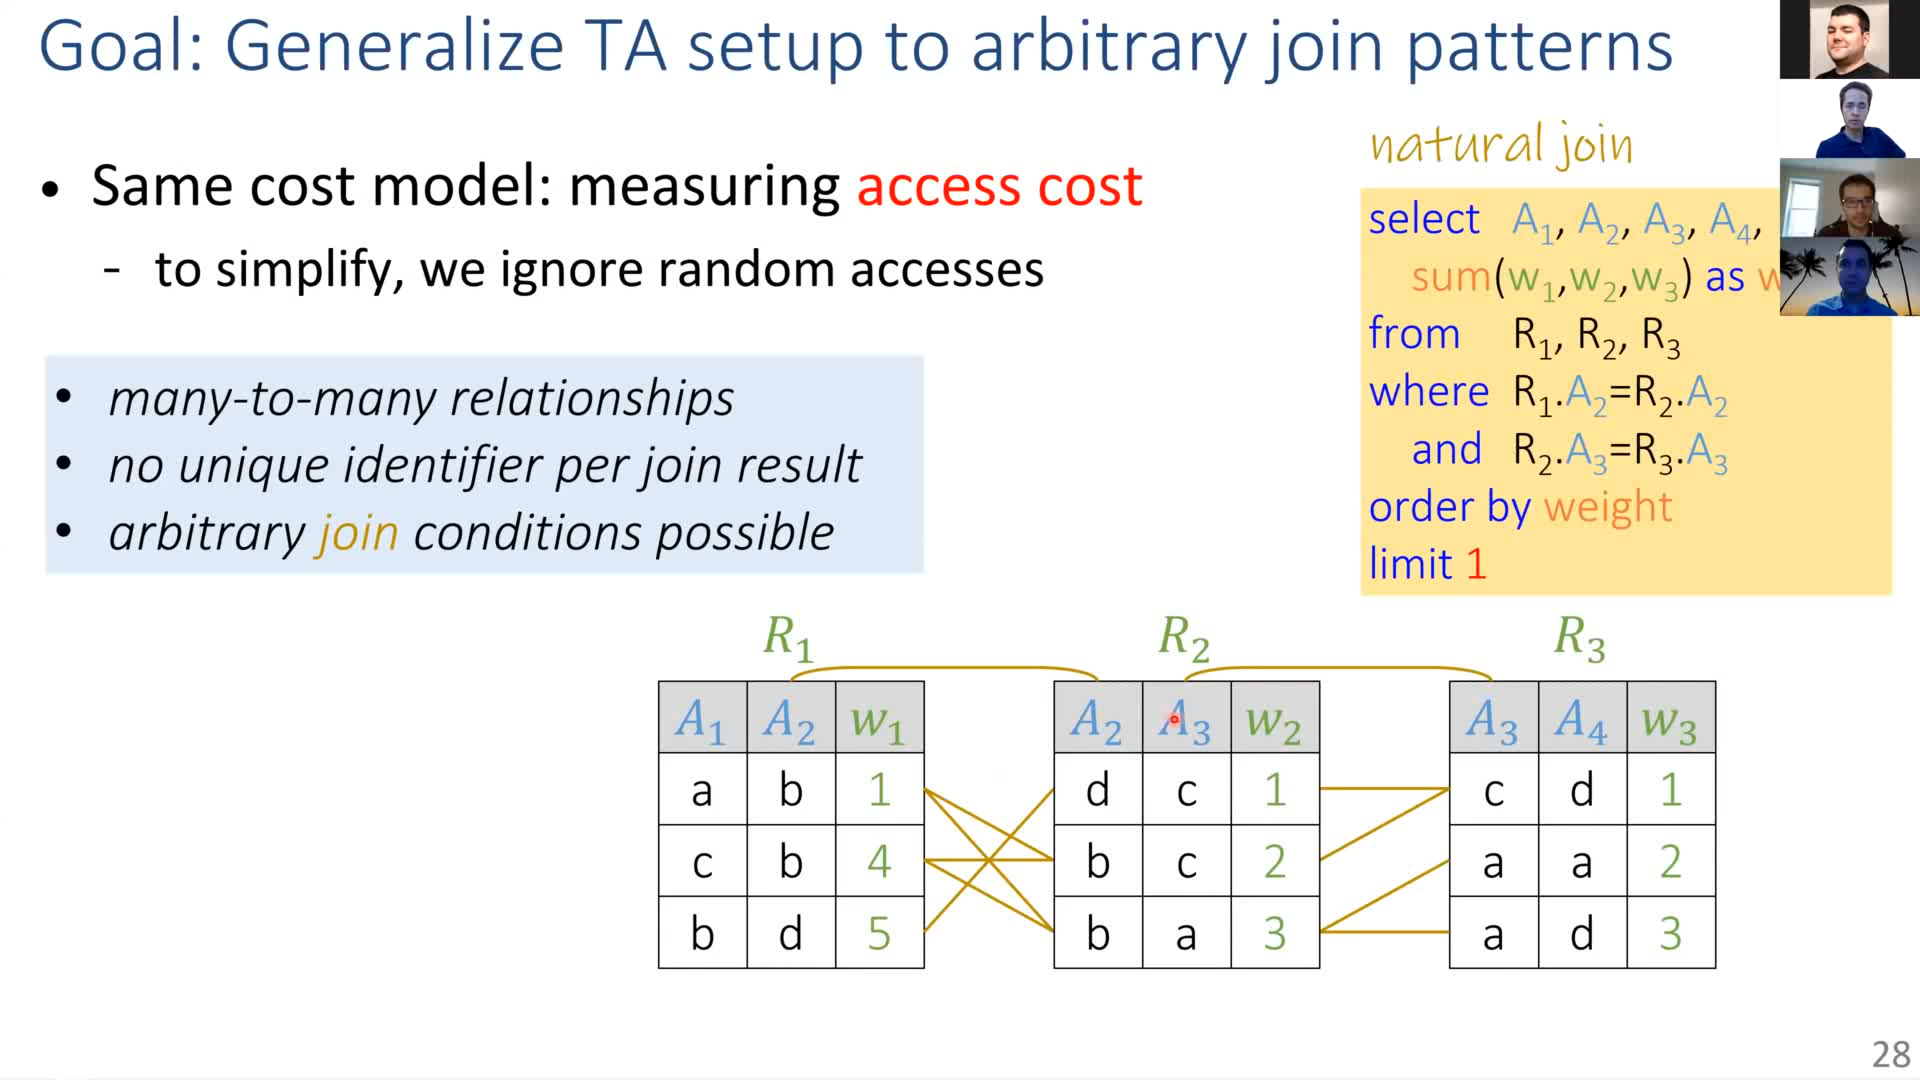 Goal: Generalize TA setup to arbitrary join patterns
• Same cost model: measuring access cost
- to simplify, we ignore random accesses
• many-to-many relationships
• no unique identifier per join result
• arbitrary join conditions possible
natural join
select A₁, A₂, A₃, A₄,
sum(w₁,w₂,w₃) as w
from R₁, R₂, R₃
where R₁.A₂=R₂.A₂
and R₂.A₃=R₃.A₃
order by weight
limit 1
R₁ R₂ R₃
A₁ A₂ w₁ A₂ A₃ w₂ A₃ A₄ w₃
a b 1 d c 1 c d 1
c b 4 b c 2 a a 2
b d 5 b a 3 a d 3
28